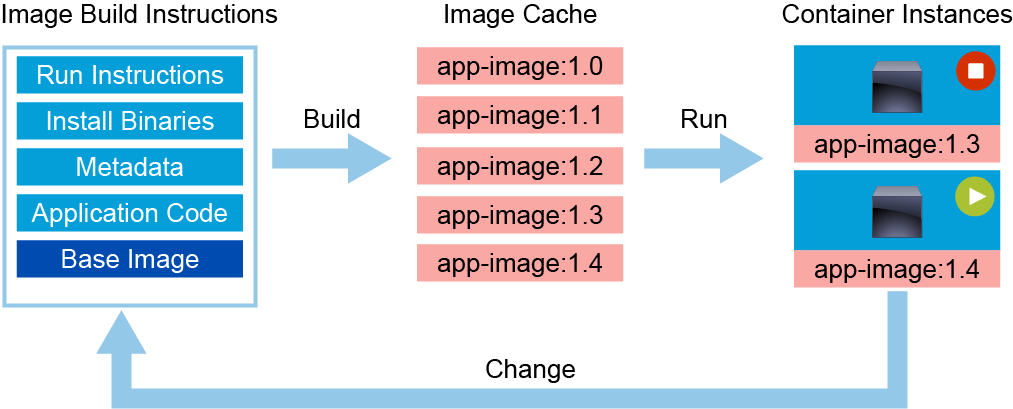 Image Build Instructions
Run Instructions
Install Binaries
Metadata
Application Code
Base Image
Build
Image Cache
app-image:1.0
app-image:1.1
app-image:1.2
app-image:1.3
app-image:1.4
Run
Container Instances
app-image:1.3
app-image:1.4
Change